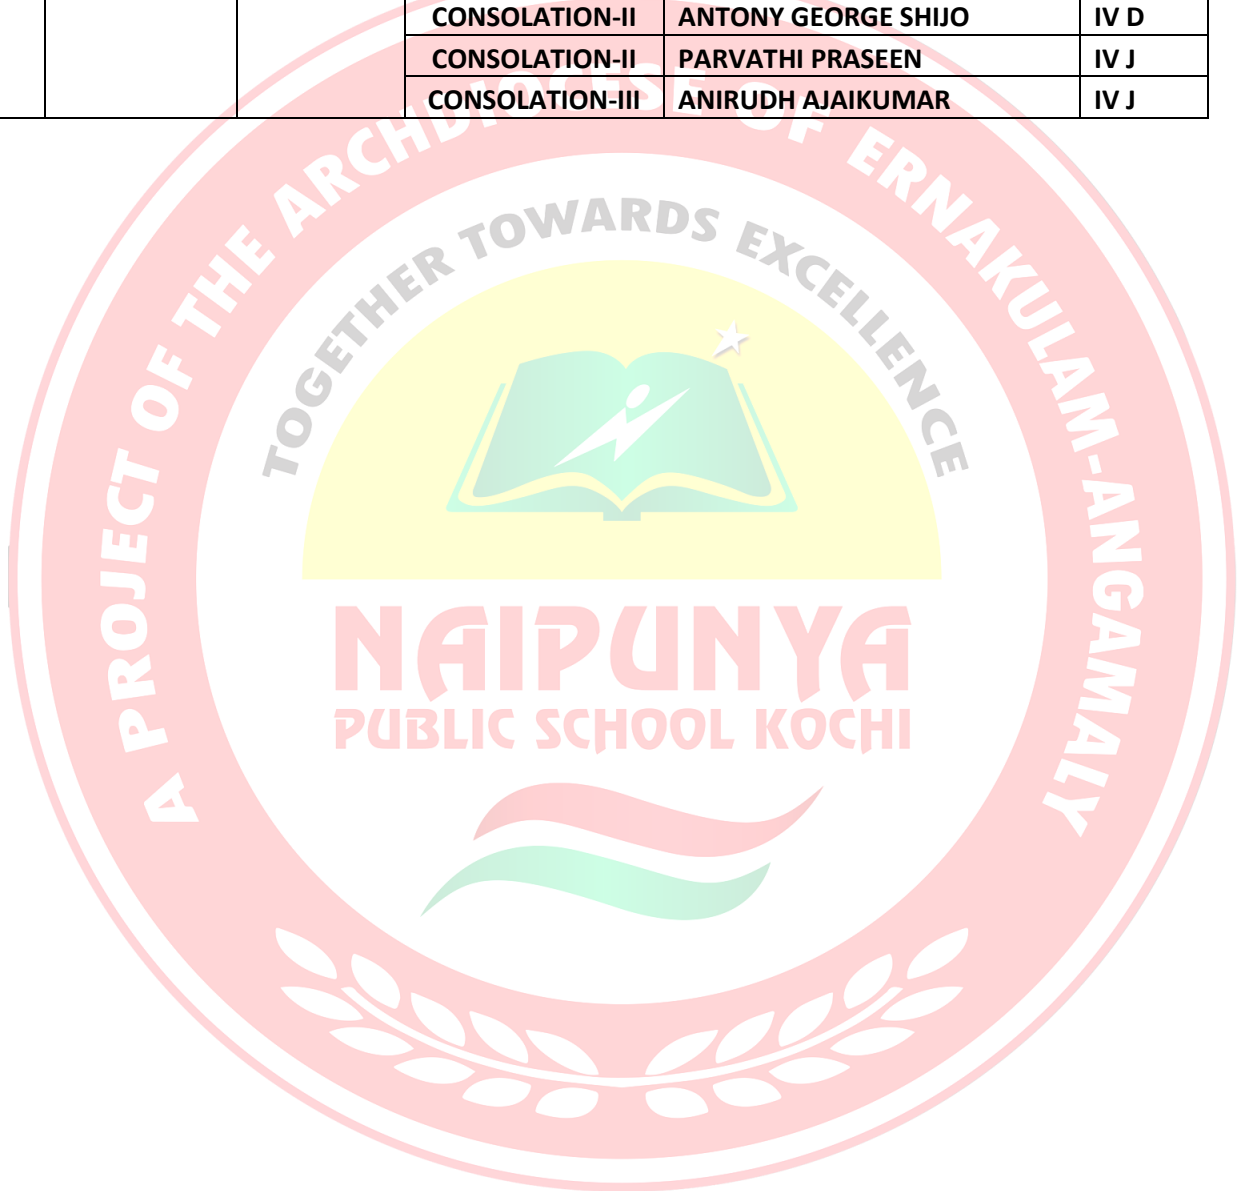 CONSOLATION-II ANTONY GEORGE SHIJO IV D
CONSOLATION-II PARVATHI PRASEEN IV J
CONSOLATION-III ANIRUDH AJAIKUMAR IV J
A PROJECT OF THE ARCHDIOCESE OF ERNAKULAM-ANGAMALY
TOGETHER TOWARDS EXCELLENCE
NAIPUNYA
PUBLIC SCHOOL KOCHI